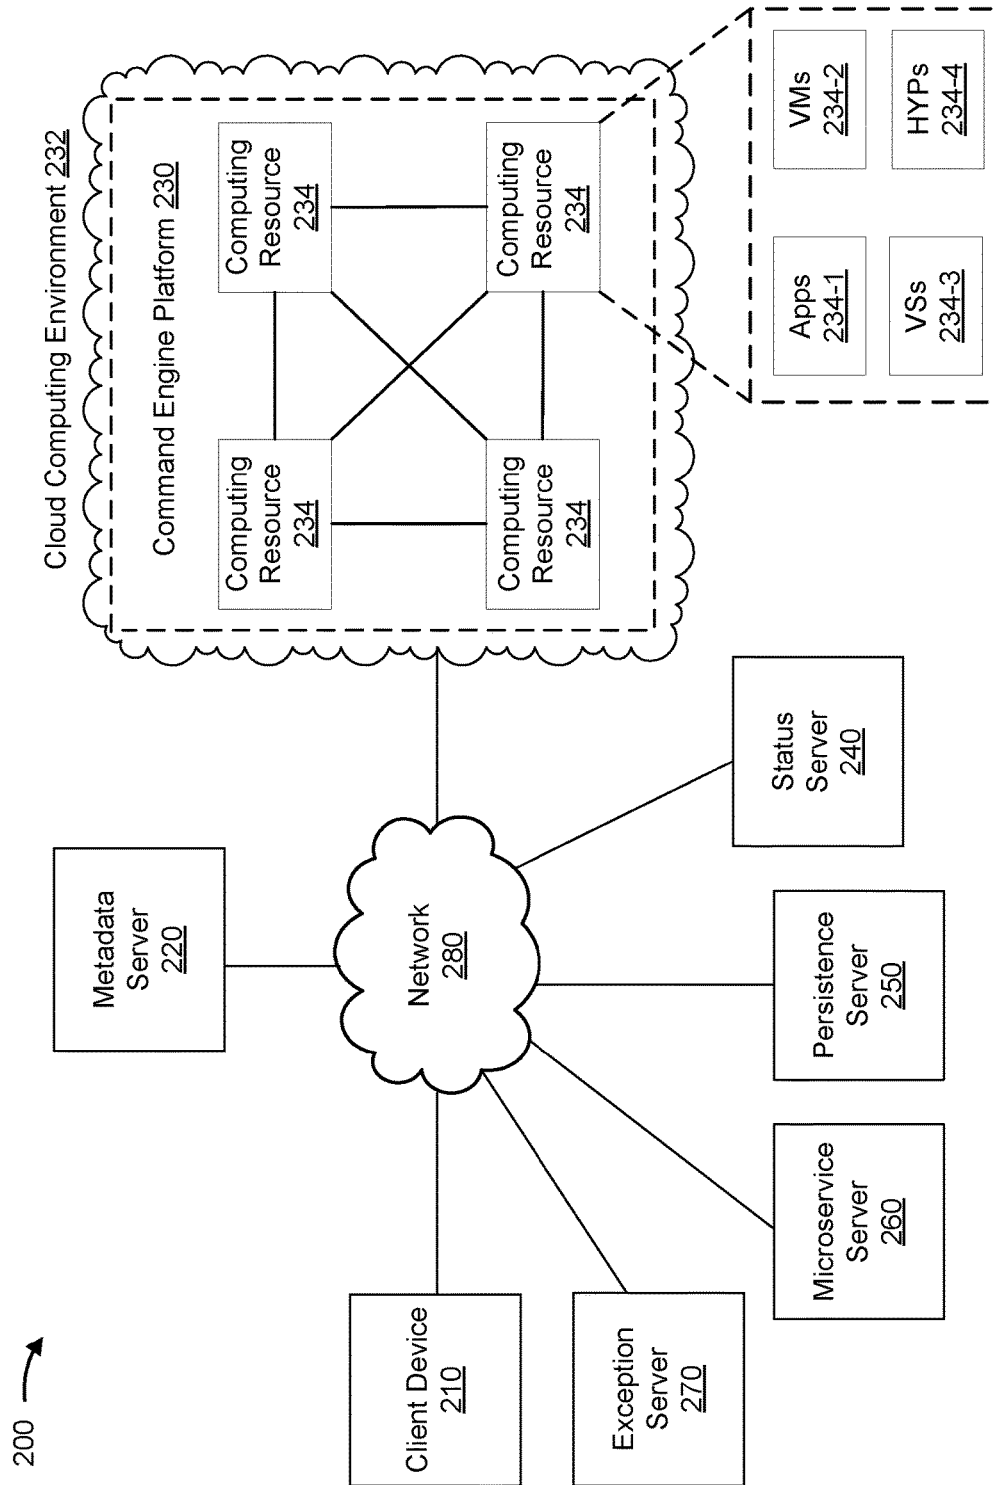 200
Cloud Computing Environment 232
Command Engine Platform 230
Computing
Resource
234
Computing
Resource
234
Computing
Resource
234
Computing
Resource
234
Metadata
Server
220
Network
280
Client Device
210
Exception
Server
270
Microservice
Server
260
Persistence
Server
250
Status
Server
240
Apps
234-1
VMs
234-2
VSs
234-3
HYPs
234-4